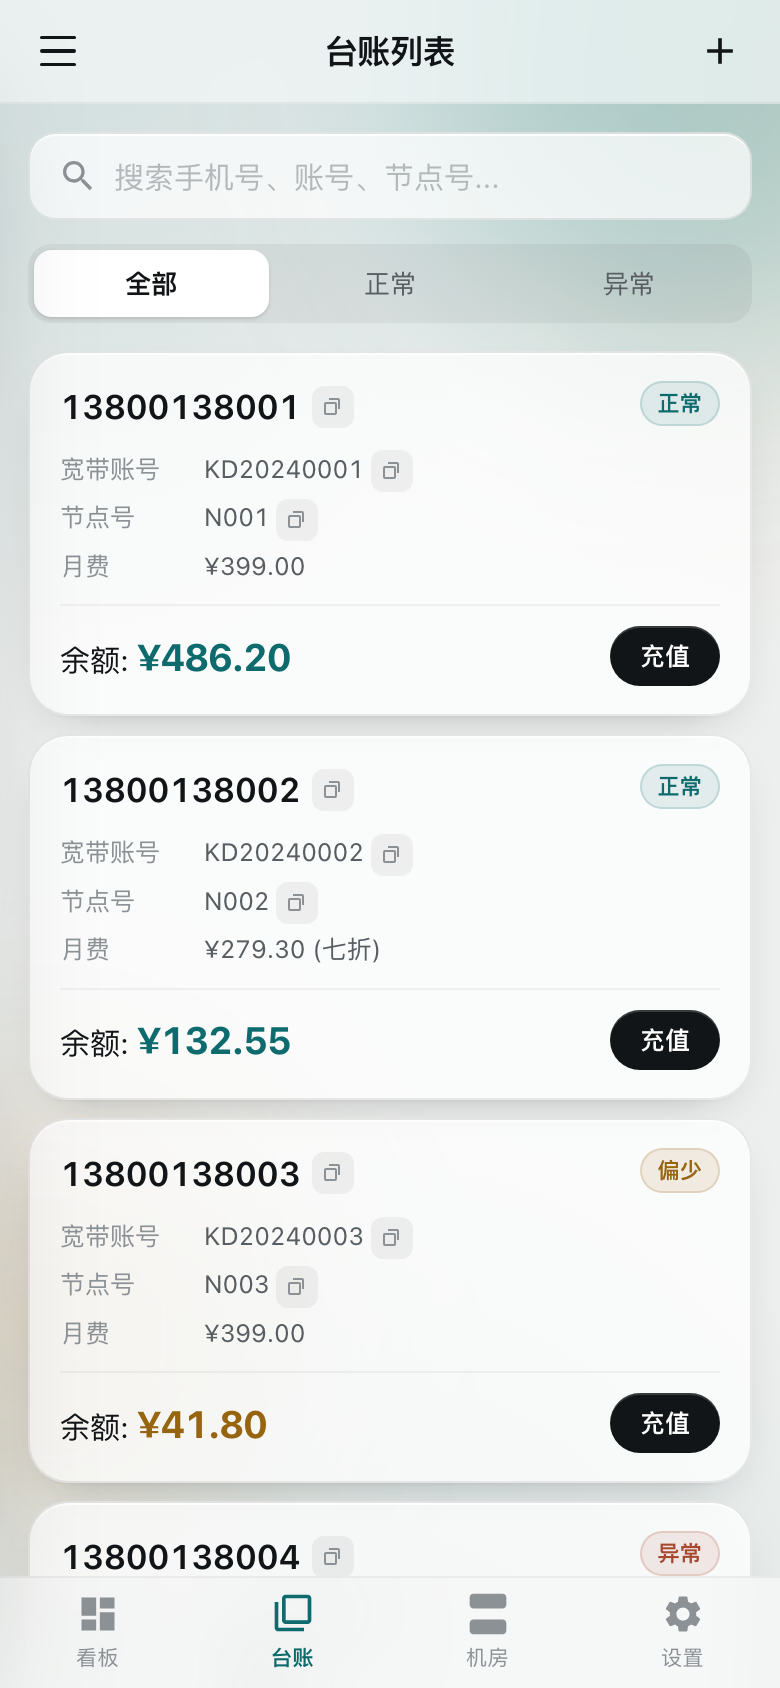 台账列表
搜索手机号、账号、节点号...
全部 正常 异常
13800138001 正常
宽带账号 KD20240001
节点号 N001
月费 ¥399.00
余额: ¥486.20 充值
13800138002 正常
宽带账号 KD20240002
节点号 N002
月费 ¥279.30 (七折)
余额: ¥132.55 充值
13800138003 偏少
宽带账号 KD20240003
节点号 N003
月费 ¥399.00
余额: ¥41.80 充值
13800138004 异常
看板 台账 机房 设置